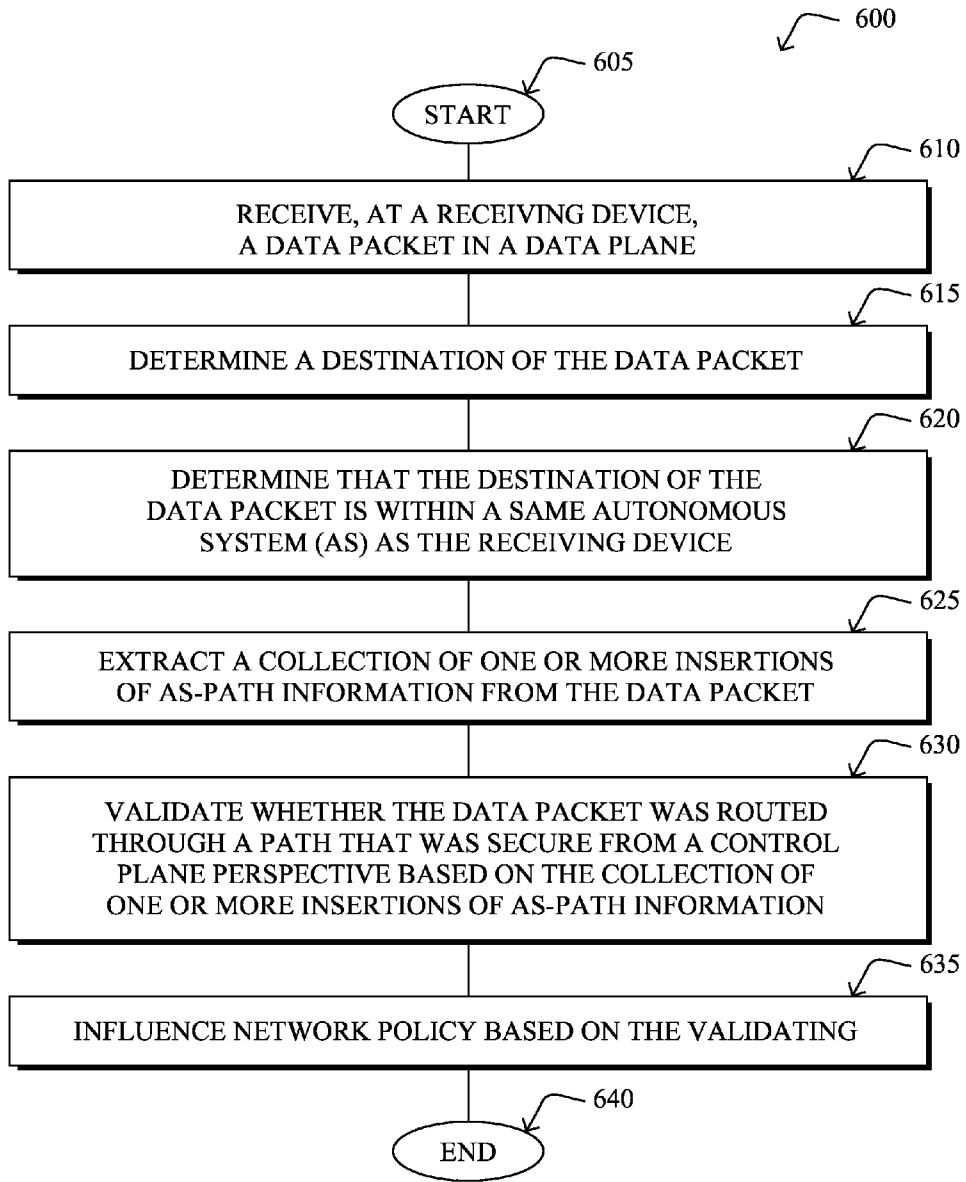 600
605
START
610
RECEIVE, AT A RECEIVING DEVICE,
A DATA PACKET IN A DATA PLANE
615
DETERMINE A DESTINATION OF THE DATA PACKET
620
DETERMINE THAT THE DESTINATION OF THE
DATA PACKET IS WITHIN A SAME AUTONOMOUS
SYSTEM (AS) AS THE RECEIVING DEVICE
625
EXTRACT A COLLECTION OF ONE OR MORE INSERTIONS
OF AS-PATH INFORMATION FROM THE DATA PACKET
630
VALIDATE WHETHER THE DATA PACKET WAS ROUTED
THROUGH A PATH THAT WAS SECURE FROM A CONTROL
PLANE PERSPECTIVE BASED ON THE COLLECTION OF
ONE OR MORE INSERTIONS OF AS-PATH INFORMATION
635
INFLUENCE NETWORK POLICY BASED ON THE VALIDATING
640
END